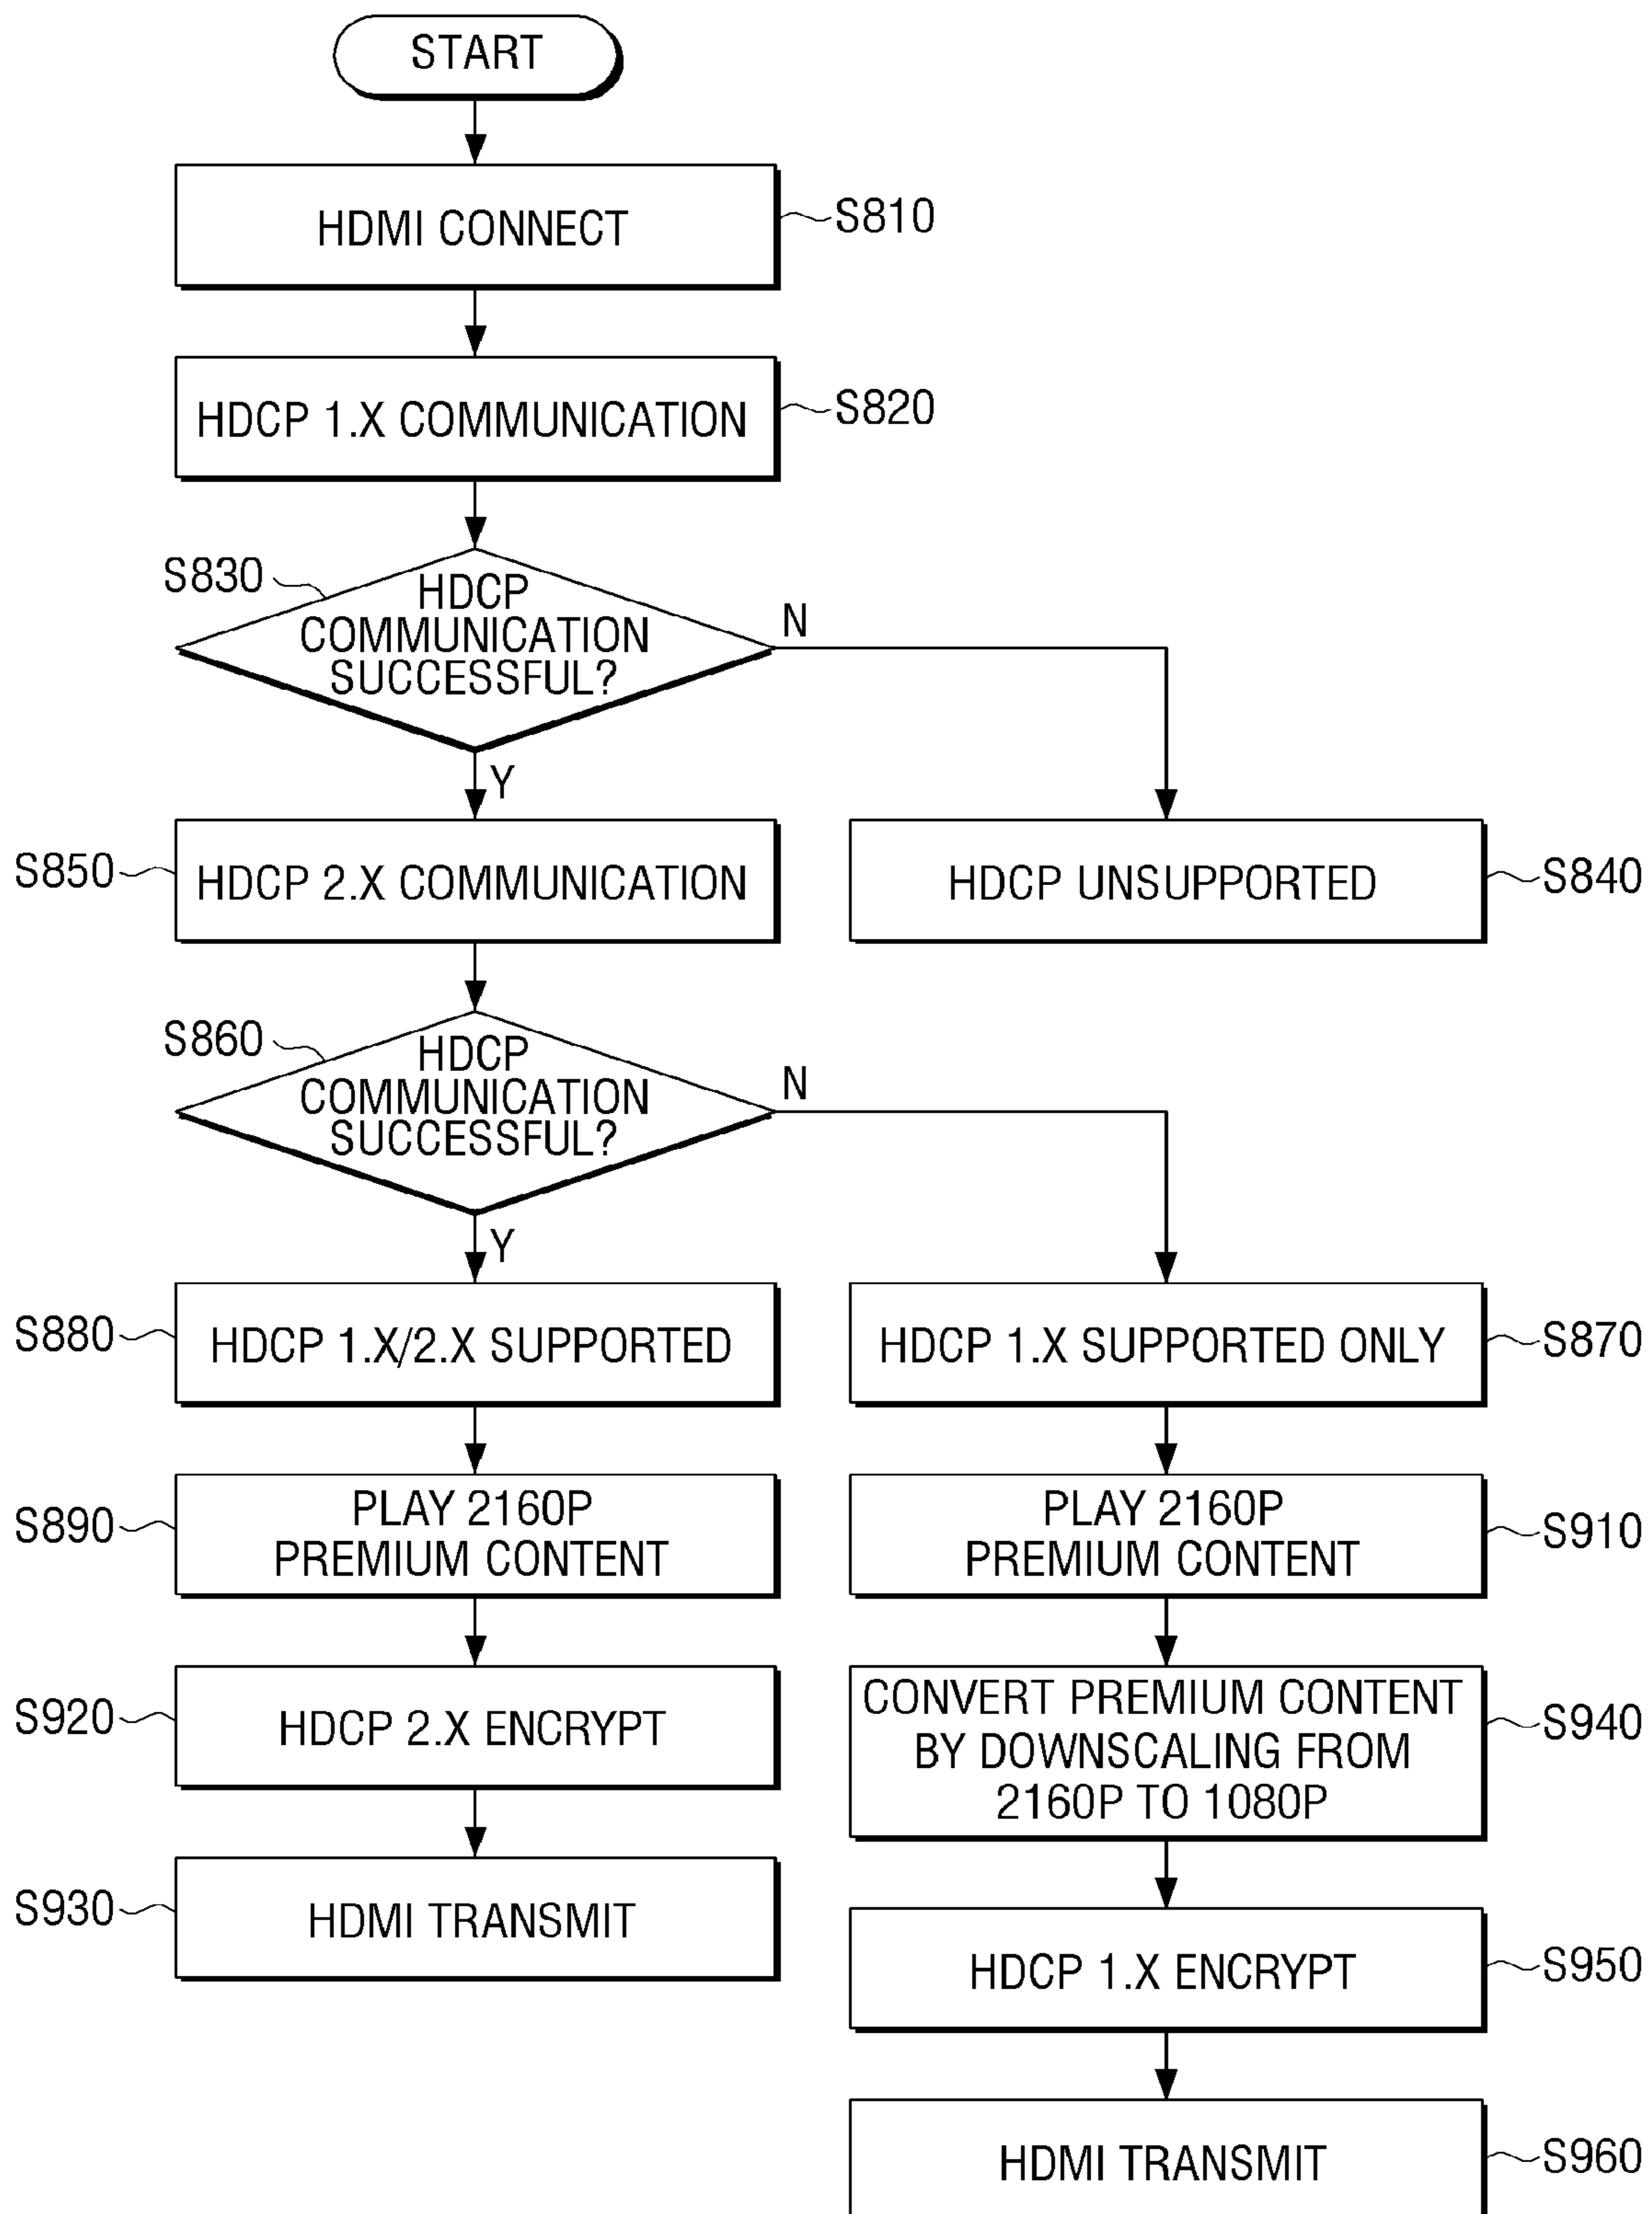 START
HDMI CONNECT
S810
HDCP 1.X COMMUNICATION
S820
S830
HDCP
COMMUNICATION
SUCCESSFUL?
N
Y
S850
HDCP 2.X COMMUNICATION
HDCP UNSUPPORTED
S840
S860
HDCP
COMMUNICATION
SUCCESSFUL?
N
Y
S880
HDCP 1.X/2.X SUPPORTED
HDCP 1.X SUPPORTED ONLY
S870
S890
PLAY 2160P
PREMIUM CONTENT
PLAY 2160P
PREMIUM CONTENT
S910
S920
HDCP 2.X ENCRYPT
CONVERT PREMIUM CONTENT
BY DOWNSCALING FROM
2160P TO 1080P
S940
S930
HDMI TRANSMIT
HDCP 1.X ENCRYPT
S950
HDMI TRANSMIT
S960